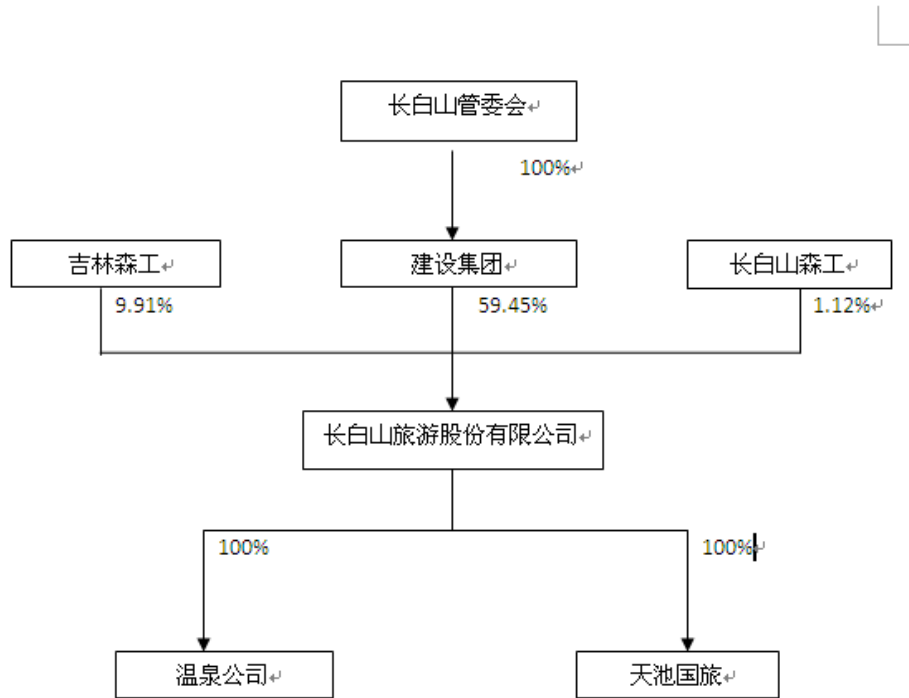 长白山管委会
100%
吉林森工
建设集团
长白山森工
9.91%
59.45%
1.12%
长白山旅游股份有限公司
100%
100%
温泉公司
天池国旅